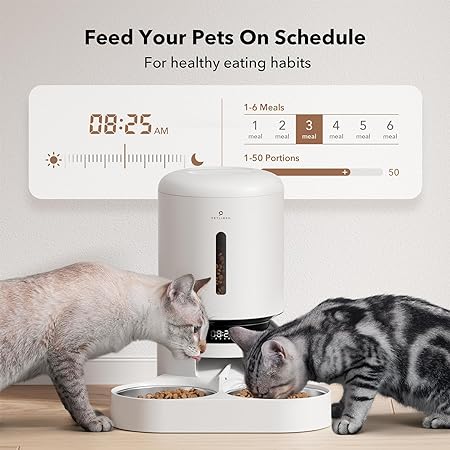 Feed Your Pets On Schedule
For healthy eating habits
08:25 AM
1-6 Meals
1 2 3 4 5 6
meal meal meal meal meal meal
1-50 Portions
50
PETLIBRO